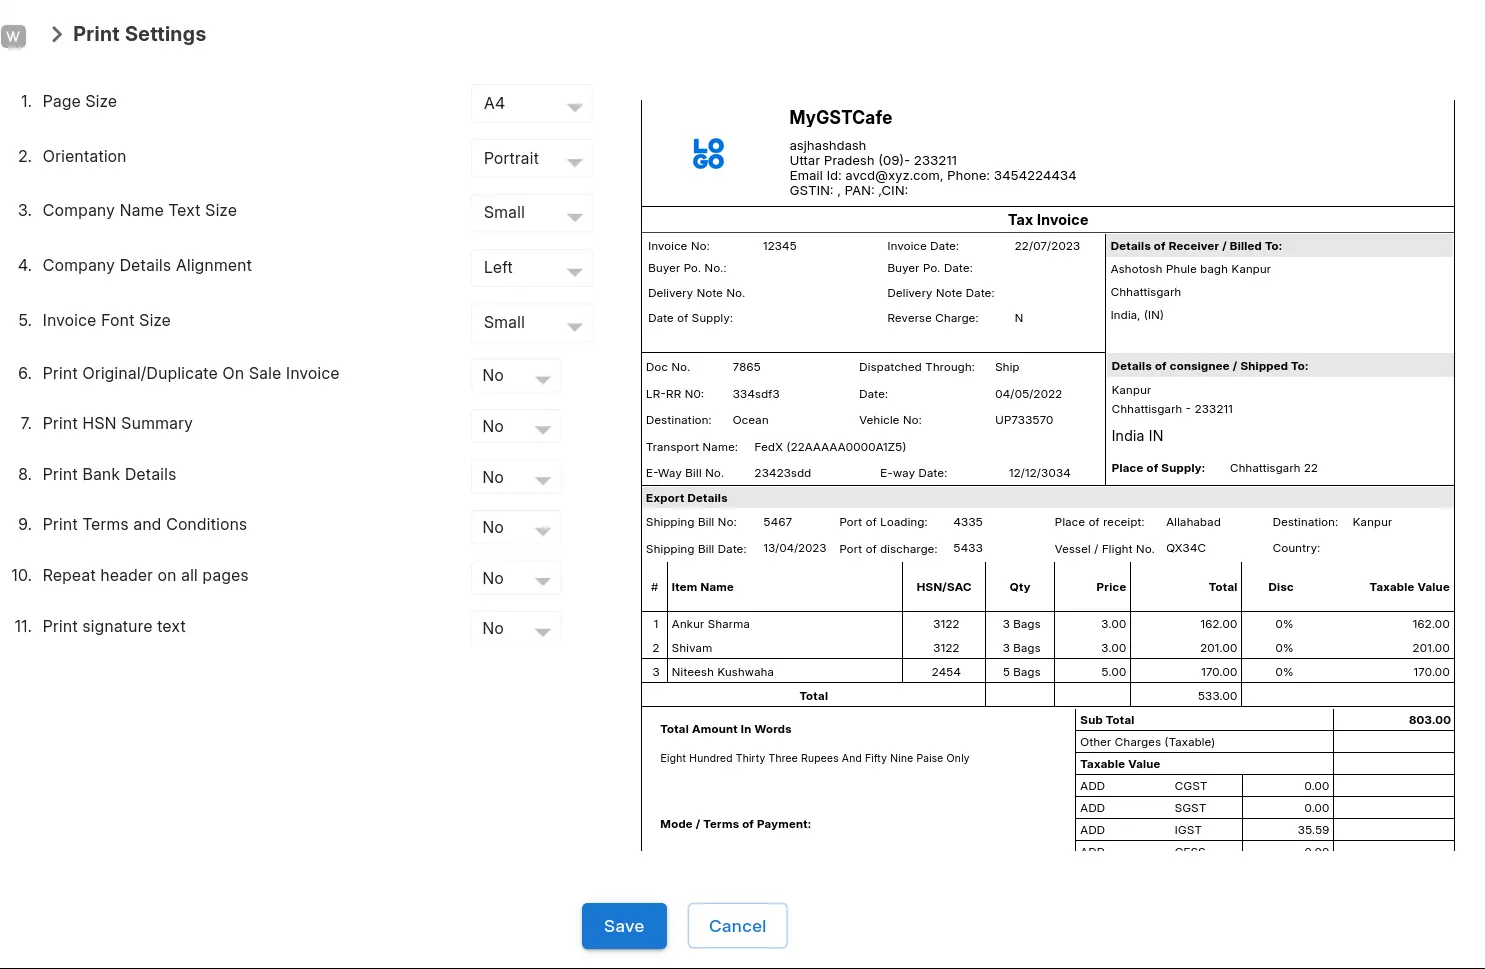 W
Print Settings
1. Page Size A4
2. Orientation Portrait
3. Company Name Text Size Small
4. Company Details Alignment Left
5. Invoice Font Size Small
6. Print Original/Duplicate On Sale Invoice No
7. Print HSN Summary No
8. Print Bank Details No
9. Print Terms and Conditions No
10. Repeat header on all pages No
11. Print signature text No
LO
GO
MyGSTCafe
asjhashdash
Uttar Pradesh (09)- 233211
Email Id: avcd@xyz.com, Phone: 3454224434
GSTIN: , PAN: ,CIN:
Tax Invoice
Invoice No: 12345 Invoice Date: 22/07/2023
Buyer Po. No.: Buyer Po. Date:
Delivery Note No. Delivery Note Date:
Date of Supply: Reverse Charge: N
Details of Receiver / Billed To:
Ashotosh Phule bagh Kanpur
Chhattisgarh
India, (IN)
Doc No. 7865 Dispatched Through: Ship
LR-RR N0: 334sdf3 Date: 04/05/2022
Destination: Ocean Vehicle No: UP733570
Transport Name: FedX (22AAAAA0000A1Z5)
E-Way Bill No. 23423sdd E-way Date: 12/12/3034
Details of consignee / Shipped To:
Kanpur
Chhattisgarh - 233211
India IN
Place of Supply: Chhattisgarh 22
Export Details
Shipping Bill No: 5467 Port of Loading: 4335 Place of receipt: Allahabad Destination: Kanpur
Shipping Bill Date: 13/04/2023 Port of discharge: 5433 Vessel / Flight No. QX34C Country:
# Item Name HSN/SAC Qty Price Total Disc Taxable Value
1 Ankur Sharma 3122 3 Bags 3.00 162.00 0% 162.00
2 Shivam 3122 3 Bags 3.00 201.00 0% 201.00
3 Niteesh Kushwaha 2454 5 Bags 5.00 170.00 0% 170.00
Total 533.00
Total Amount In Words
Eight Hundred Thirty Three Rupees And Fifty Nine Paise Only
Mode / Terms of Payment:
Sub Total 803.00
Other Charges (Taxable)
Taxable Value
ADD CGST 0.00
ADD SGST 0.00
ADD IGST 35.59
ADD CESS 0.00
Save Cancel